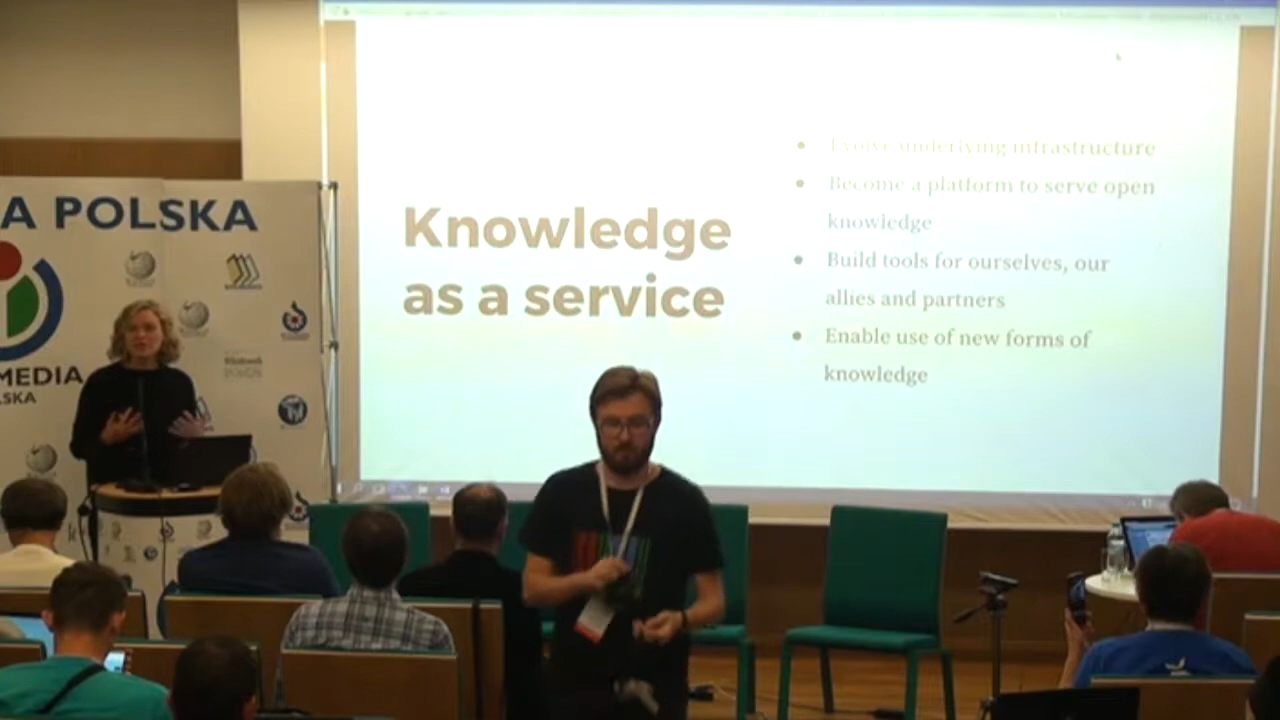 A POLSKA
MEDIA
LSKA
Knowledge
as a service
Evolve underlying infrastructure
Become a platform to serve open
knowledge
Build tools for ourselves, our
allies and partners
Enable use of new forms of
knowledge